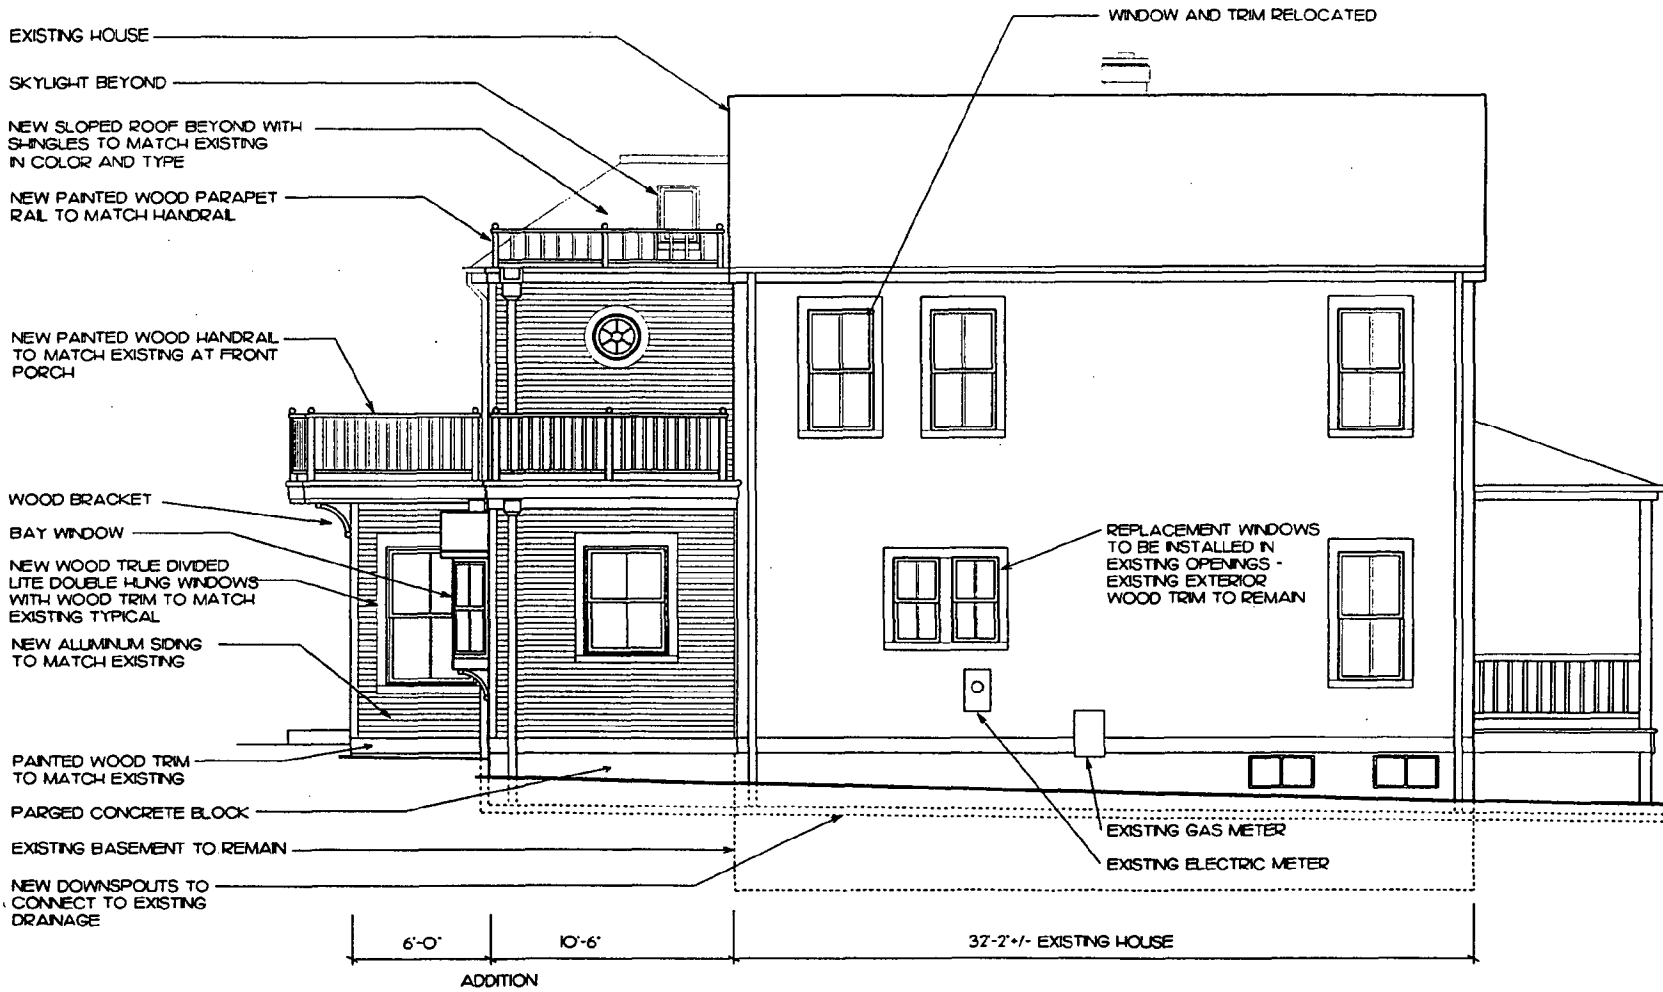 WINDOW AND TRIM RELOCATED
EXISTING HOUSE
SKYLIGHT BEYOND
NEW SLOPED ROOF BEYOND WITH
SHINGLES TO MATCH EXISTING
IN COLOR AND TYPE
NEW PAINTED WOOD PARAPET
RAIL TO MATCH HANDRAIL
NEW PAINTED WOOD HANDRAIL
TO MATCH EXISTING AT FRONT
PORCH
WOOD BRACKET
BAY WINDOW
NEW WOOD TRUE DIVIDED
LITE DOUBLE HUNG WINDOWS
WITH WOOD TRIM TO MATCH
EXISTING TYPICAL
NEW ALUMINUM SIDING
TO MATCH EXISTING
REPLACEMENT WINDOWS
TO BE INSTALLED IN
EXISTING OPENINGS -
EXISTING EXTERIOR
WOOD TRIM TO REMAIN
PAINTED WOOD TRIM
TO MATCH EXISTING
PARGED CONCRETE BLOCK
EXISTING BASEMENT TO REMAIN
NEW DOWNSPOUTS TO
CONNECT TO EXISTING
DRAINAGE
EXISTING GAS METER
EXISTING ELECTRIC METER
6'-0" 10'-6" 32'-2"+/- EXISTING HOUSE
ADDITION